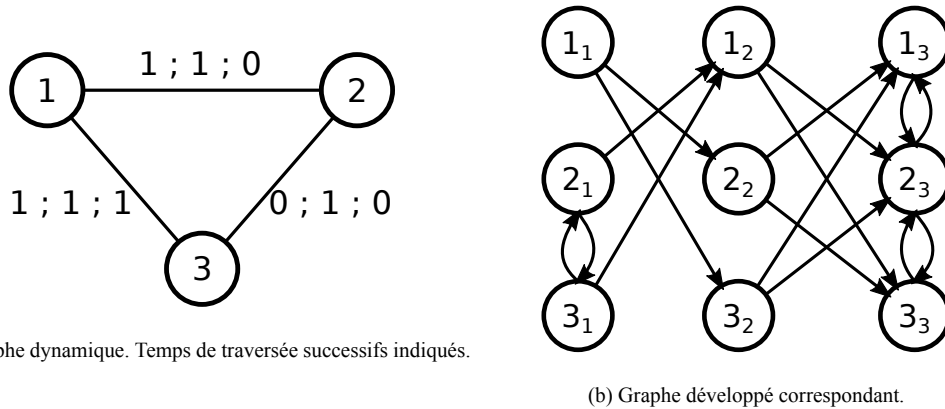 1 ; 1 ; 0
1
2
1 ; 1 ; 1
0 ; 1 ; 0
3
phe dynamique. Temps de traversée successifs indiqués.
1₁
1₂
1₃
2₁
2₂
2₃
3₁
3₂
3₃
(b) Graphe développé correspondant.